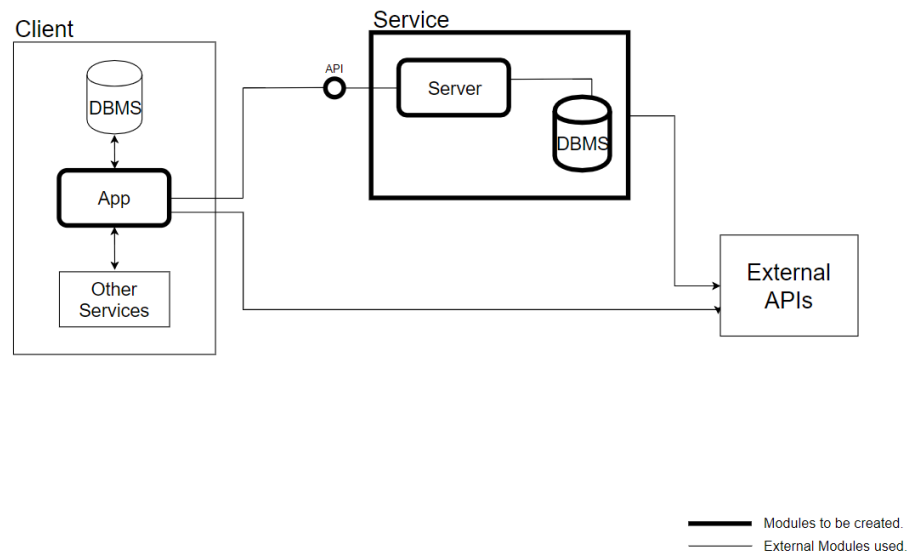 Client
DBMS
App
Other
Services
API
Service
Server
DBMS
External
APIs
Modules to be created.
External Modules used.